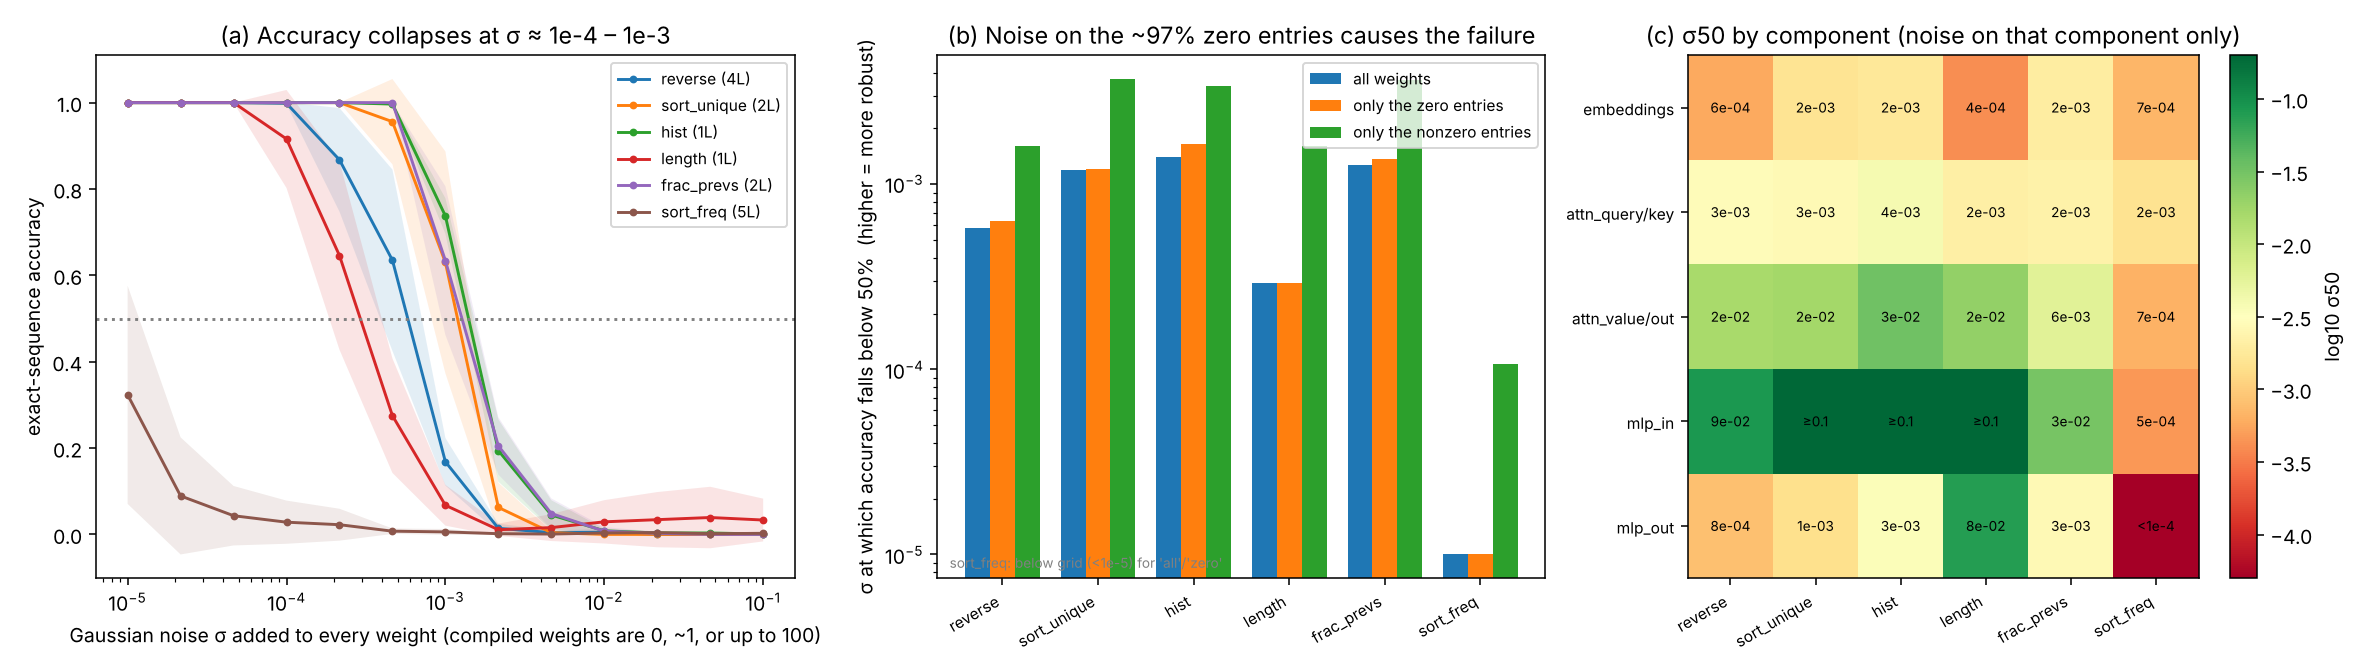 (a) Accuracy collapses at σ ≈ 1e-4 – 1e-3
exact-sequence accuracy
1.0
0.8
0.6
0.4
0.2
0.0
reverse (4L)
sort_unique (2L)
hist (1L)
length (1L)
frac_prevs (2L)
sort_freq (5L)
10⁻⁵
10⁻⁴
10⁻³
10⁻²
10⁻¹
Gaussian noise σ added to every weight (compiled weights are 0, ~1, or up to 100)
(b) Noise on the ~97% zero entries causes the failure
σ at which accuracy falls below 50% (higher = more robust)
10⁻³
10⁻⁴
10⁻⁵
all weights
only the zero entries
only the nonzero entries
sort_freq: below grid (<1e-5) for 'all'/'zero'
reverse
sort_unique
hist
length
frac_prevs
sort_freq
(c) σ50 by component (noise on that component only)
embeddings 6e-04 2e-03 2e-03 4e-04 2e-03 7e-04
attn_query/key 3e-03 3e-03 4e-03 2e-03 2e-03 2e-03
attn_value/out 2e-02 2e-02 3e-02 2e-02 6e-03 7e-04
mlp_in 9e-02 ≥0.1 ≥0.1 ≥0.1 3e-02 5e-04
mlp_out 8e-04 1e-03 3e-03 8e-02 3e-03 <1e-4
reverse
sort_unique
hist
length
frac_prevs
sort_freq
−1.0
−1.5
−2.0
−2.5
−3.0
−3.5
−4.0
log10 σ50